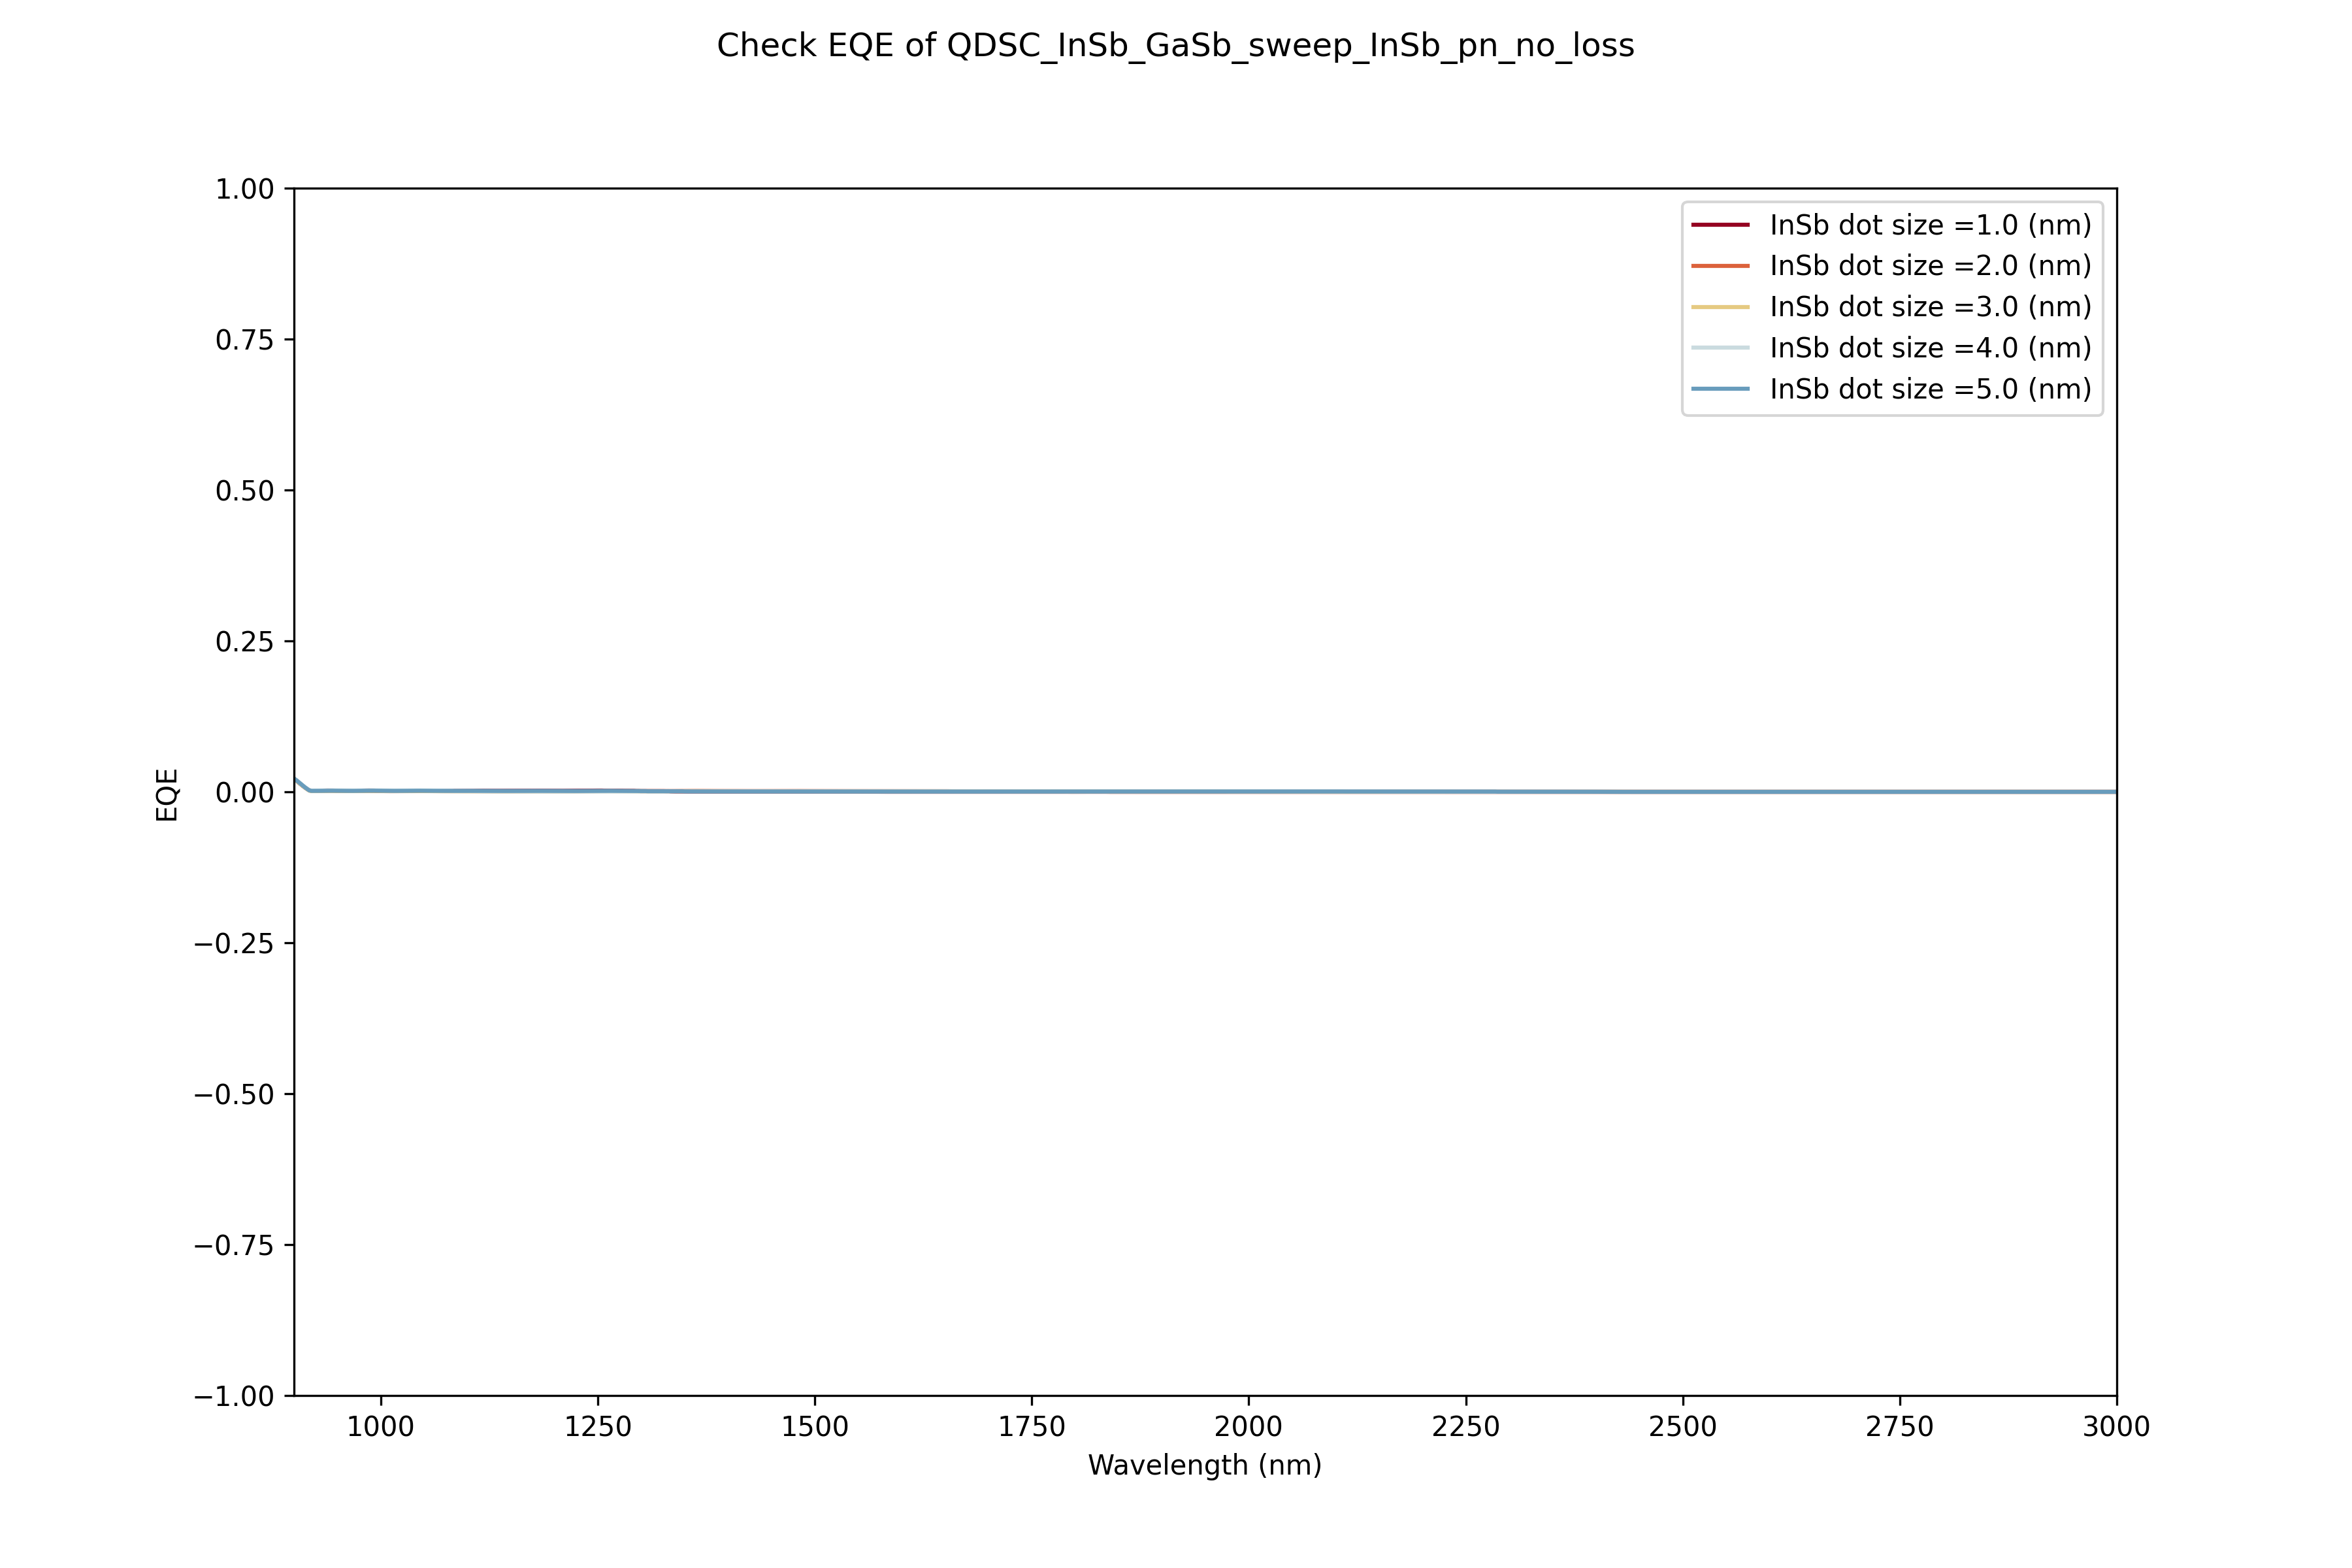 Check EQE of QDSC_InSb_GaSb_sweep_InSb_pn_no_loss
1.00
0.75
0.50
0.25
0.00
−0.25
−0.50
−0.75
−1.00
EQE
InSb dot size =1.0 (nm)
InSb dot size =2.0 (nm)
InSb dot size =3.0 (nm)
InSb dot size =4.0 (nm)
InSb dot size =5.0 (nm)
1000 1250 1500 1750 2000 2250 2500 2750 3000
Wavelength (nm)